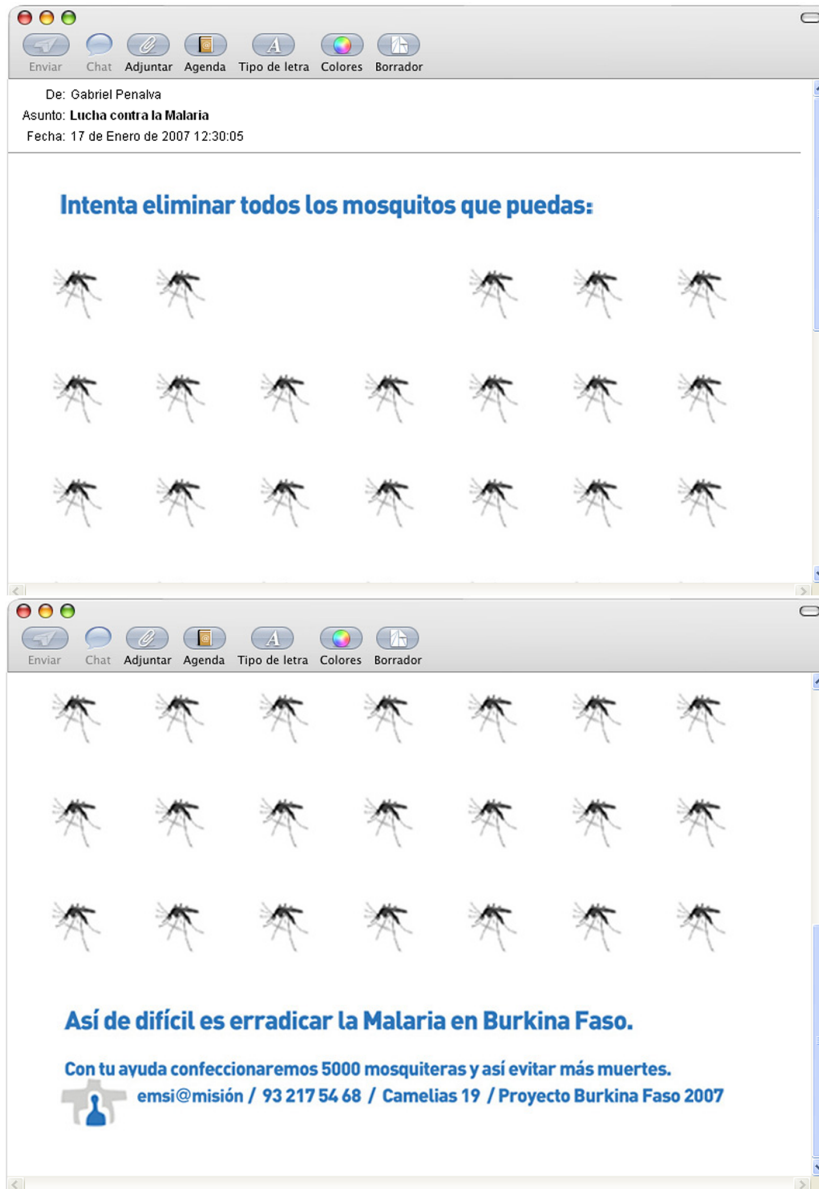 Enviar Chat Adjuntar Agenda Tipo de letra Colores Borrador
De: Gabriel Penalva
Asunto: Lucha contra la Malaria
Fecha: 17 de Enero de 2007 12:30:05
Intenta eliminar todos los mosquitos que puedas:
Enviar Chat Adjuntar Agenda Tipo de letra Colores Borrador
Así de difícil es erradicar la Malaria en Burkina Faso.
Con tu ayuda confeccionaremos 5000 mosquiteras y así evitar más muertes.
emsi@misión / 93 217 54 68 / Camelias 19 / Proyecto Burkina Faso 2007